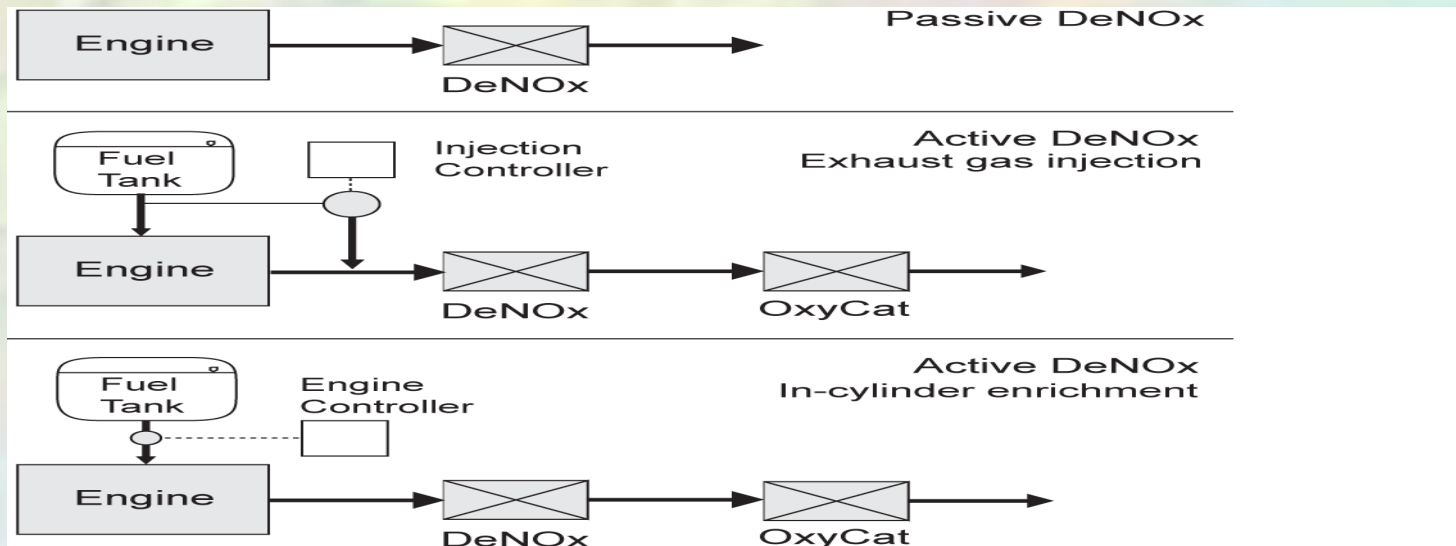 Passive DeNOx
Engine
DeNOx
Active DeNOx
Exhaust gas injection
Fuel
Tank
Injection
Controller
Engine
DeNOx
OxyCat
Active DeNOx
In-cylinder enrichment
Fuel
Tank
Engine
Controller
Engine
DeNOx
OxyCat